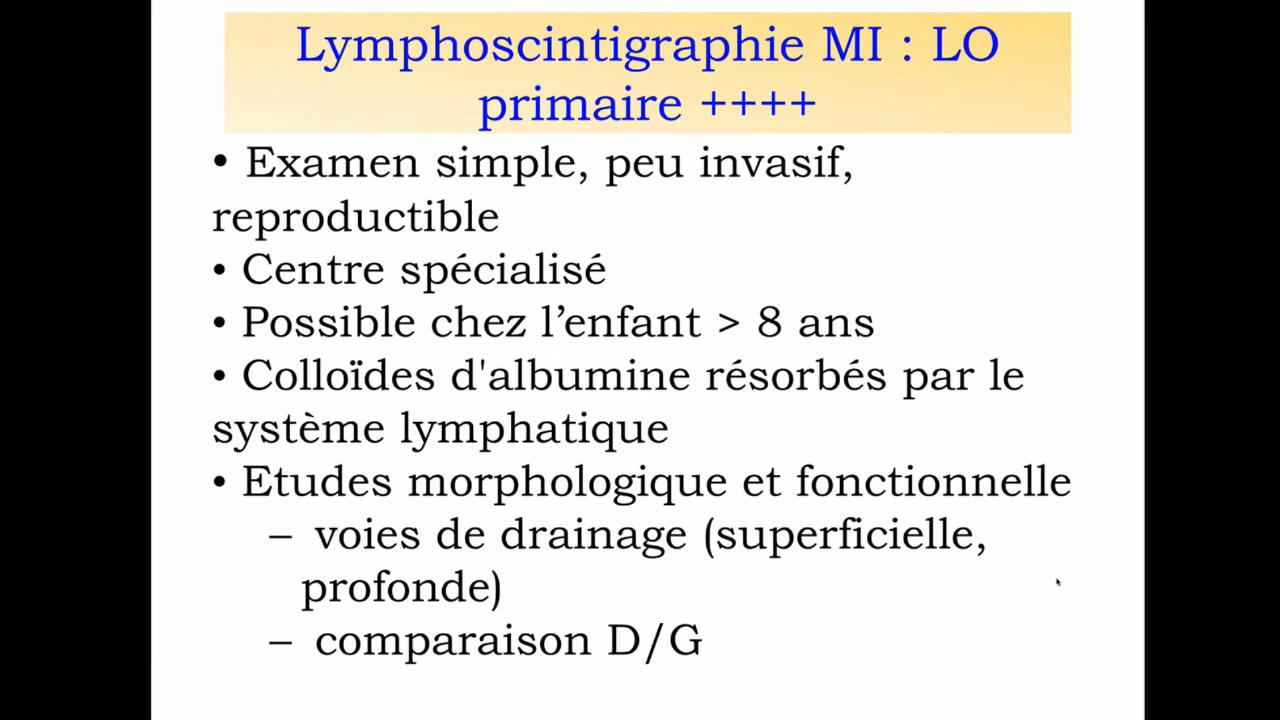 Lymphoscintigraphie MI : LO
primaire ++++
• Examen simple, peu invasif,
reproductible
• Centre spécialisé
• Possible chez l’enfant > 8 ans
• Colloïdes d'albumine résorbés par le
système lymphatique
• Etudes morphologique et fonctionnelle
– voies de drainage (superficielle,
profonde)
– comparaison D/G